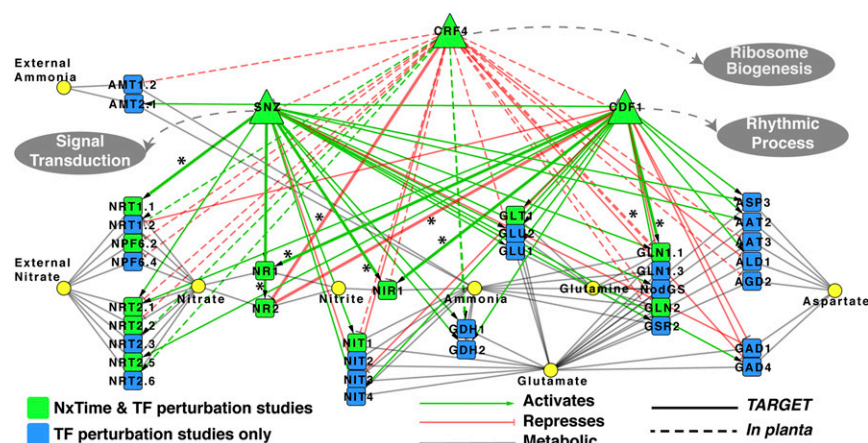 CRF4
Ribosome
Biogenesis
External
Ammonia
AMT1.2
AMT2.1
SNZ
CDF1
Signal
Transduction
Rhythmic
Process
*
NRT1.1
NRT1.2
NPF6.2
NPF6.4
GLT1
GLU2
GLU1
ASP3
AAT2
AAT3
ALD1
AGD2
* * * *
* * *
External
Nitrate
Nitrate
NR1
NR2
Nitrite
NIR1
Ammonia
Glutamine
GLN1.1
GLN1.3
NodGS
GLN2
GSR2
Aspartate
*
NRT2.1
NRT2.2
NRT2.3
NRT2.5
NRT2.6
NIT1
NIT2
NIT3
NIT4
GDH1
GDH2
GAD1
GAD4
Glutamate
NxTime & TF perturbation studies
TF perturbation studies only
Activates
Represses
Metabolic
TARGET
In planta